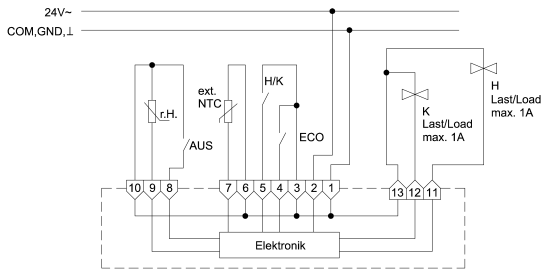 24V~
COM,GND,⊥
H/K
ext.
NTC
r.H.
AUS
ECO
H
Last/Load
max. 1A
K
Last/Load
max. 1A
10 9 8 7 6 5 4 3 2 1 13 12 11
Elektronik